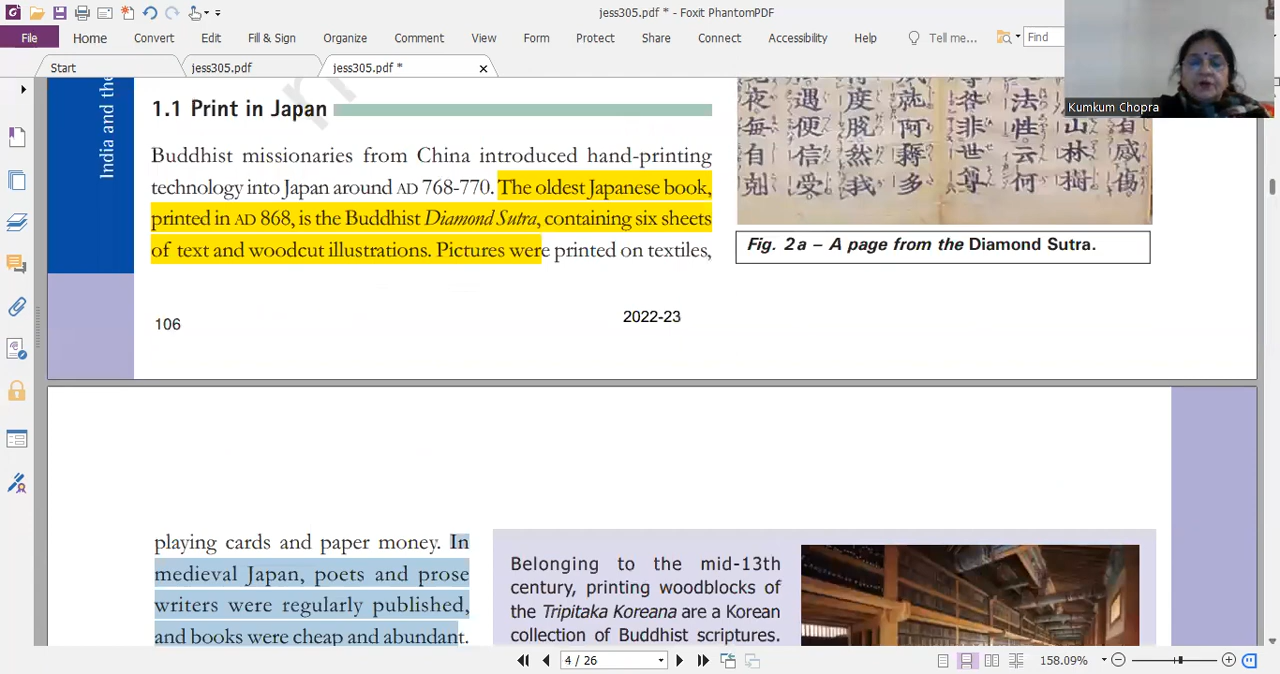 jess305.pdf * - Foxit PhantomPDF
File Home Convert Edit Fill & Sign Organize Comment View Form Protect Share Connect Accessibility Help Tell me... Find
Start jess305.pdf jess305.pdf *
Kumkum Chopra
India and the
1.1 Print in Japan
Buddhist missionaries from China introduced hand-printing
technology into Japan around AD 768-770. The oldest Japanese book,
printed in AD 868, is the Buddhist Diamond Sutra, containing six sheets
of text and woodcut illustrations. Pictures were printed on textiles,
Fig. 2a – A page from the Diamond Sutra.
106
2022-23
playing cards and paper money. In
medieval Japan, poets and prose
writers were regularly published,
and books were cheap and abundant.
Belonging to the mid-13th
century, printing woodblocks of
the Tripitaka Koreana are a Korean
collection of Buddhist scriptures.
4 / 26
158.09%